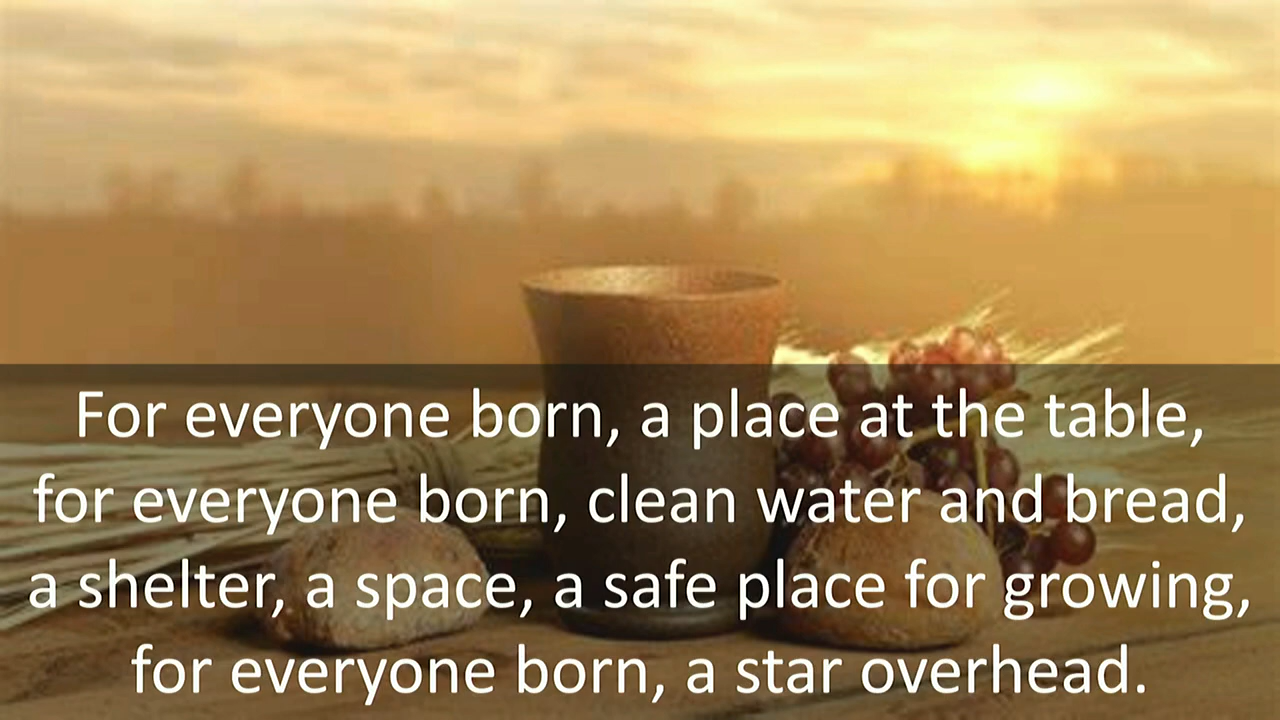 For everyone born, a place at the table,
for everyone born, clean water and bread,
a shelter, a space, a safe place for growing,
for everyone born, a star overhead.